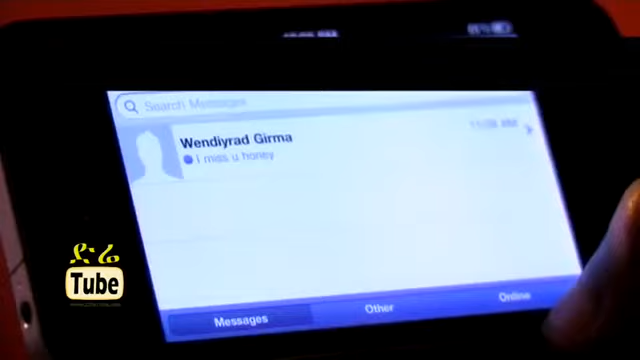 Search Messages
Wendiyrad Girma
I miss u honey
Messages
Other
Online
ድሬ
Tube